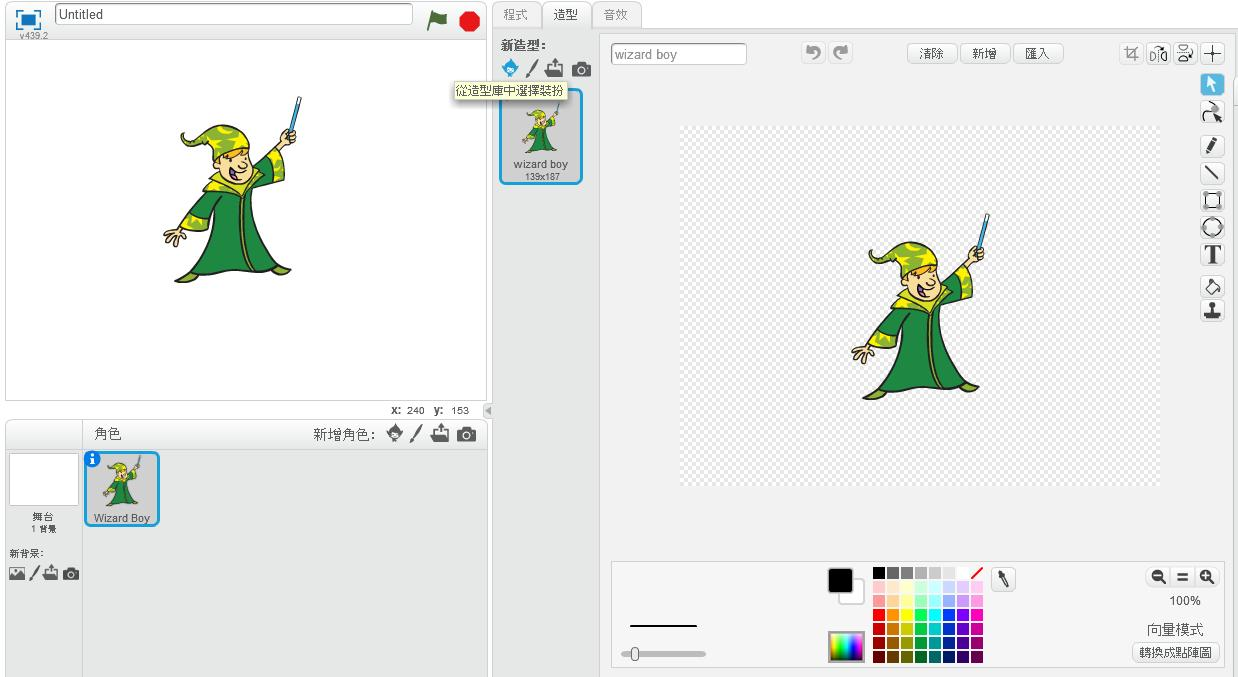 Untitled
v439.2
程式
造型
音效
新造型:
從造型庫中選擇裝扮
wizard boy
139x187
wizard boy
清除
新增
匯入
T
x: 240 y: 153
角色
新增角色:
舞台
1 背景
新背景:
Wizard Boy
100%
向量模式
轉換成點陣圖